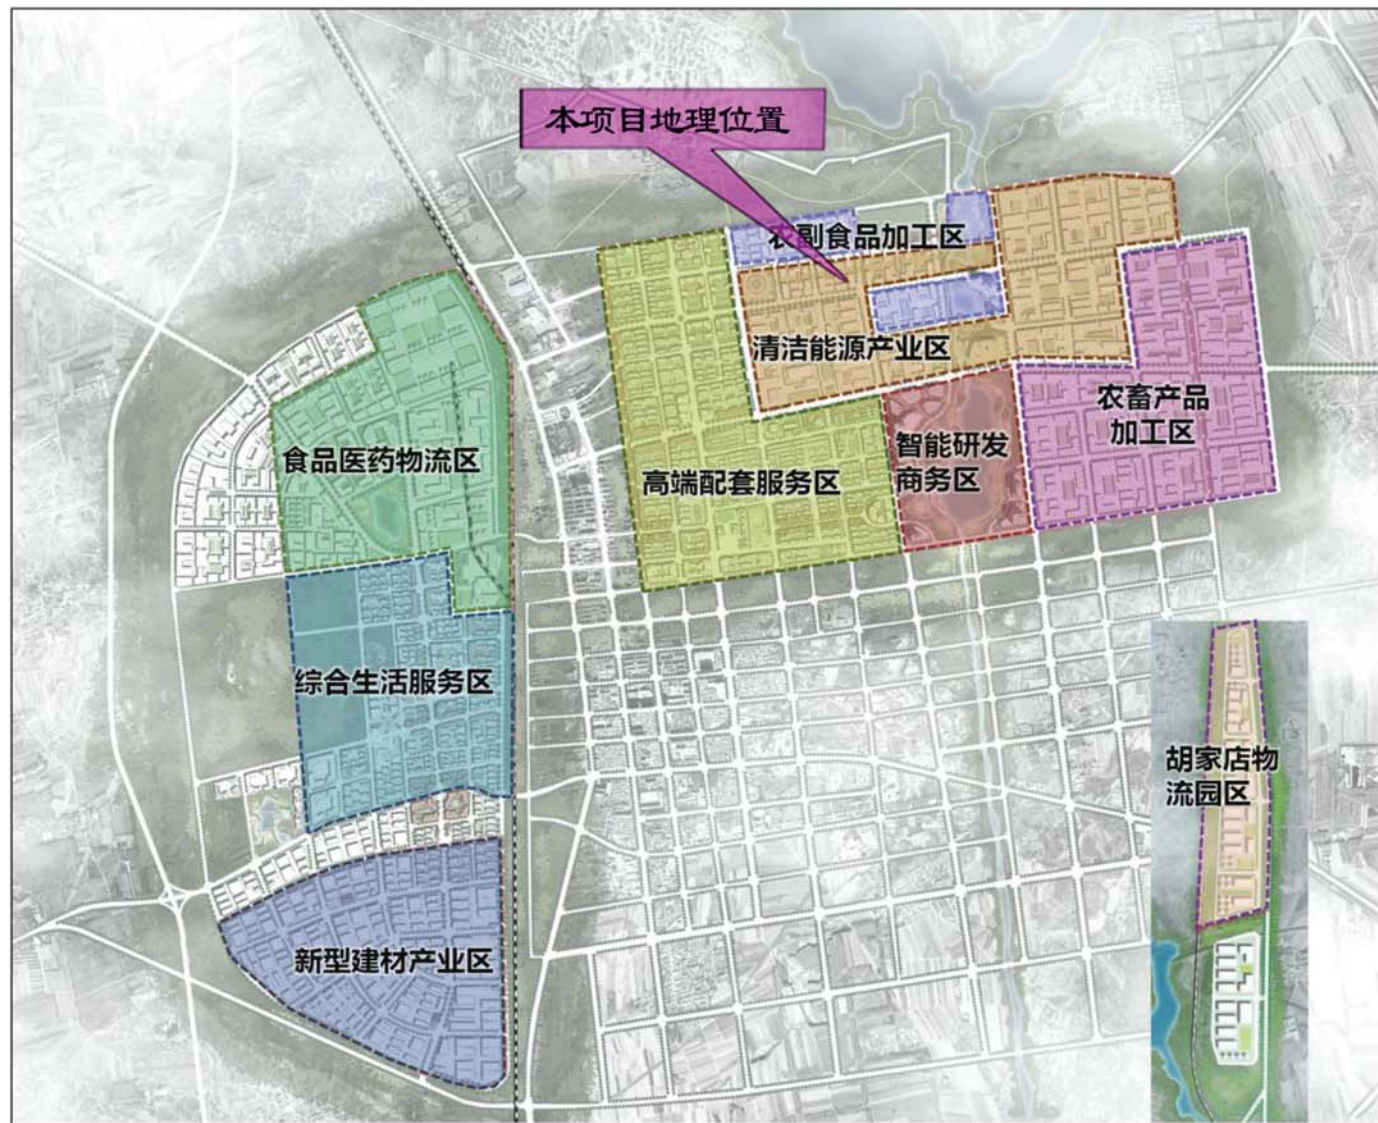 本项目地理位置
农副食品加工区
清洁能源产业区
农畜产品
加工区
智能研发
商务区
高端配套服务区
食品医药物流区
综合生活服务区
胡家店物
流园区
新型建材产业区